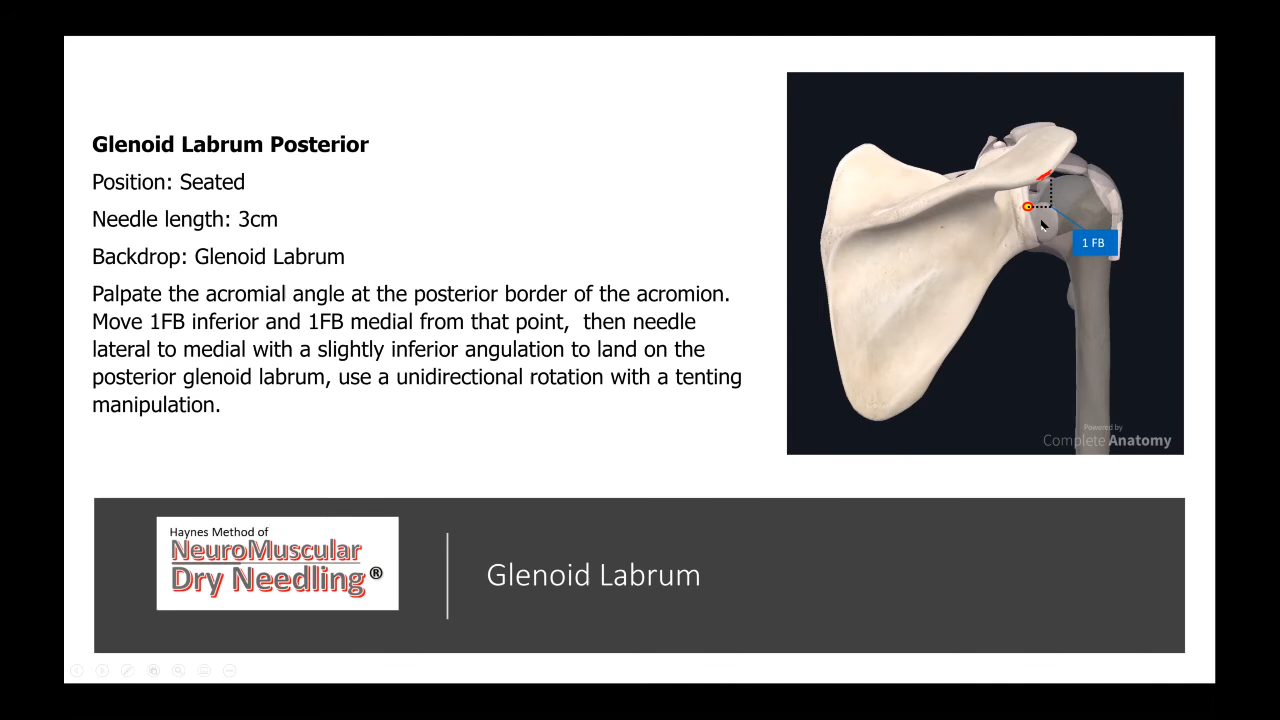 Glenoid Labrum Posterior
Position: Seated
Needle length: 3cm
Backdrop: Glenoid Labrum
Palpate the acromial angle at the posterior border of the acromion.
Move 1FB inferior and 1FB medial from that point,  then needle
lateral to medial with a slightly inferior angulation to land on the
posterior glenoid labrum, use a unidirectional rotation with a tenting
manipulation.
1 FB
Powered by
Complete Anatomy
Haynes Method of
NeuroMuscular
Dry Needling®
Glenoid Labrum